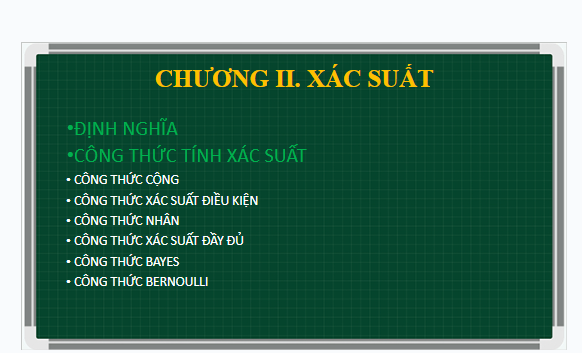 CHƯƠNG II. XÁC SUẤT
•ĐỊNH NGHĨA
•CÔNG THỨC TÍNH XÁC SUẤT
• CÔNG THỨC CỘNG
• CÔNG THỨC XÁC SUẤT ĐIỀU KIỆN
• CÔNG THỨC NHÂN
• CÔNG THỨC XÁC SUẤT ĐẦY ĐỦ
• CÔNG THỨC BAYES
• CÔNG THỨC BERNOULLI